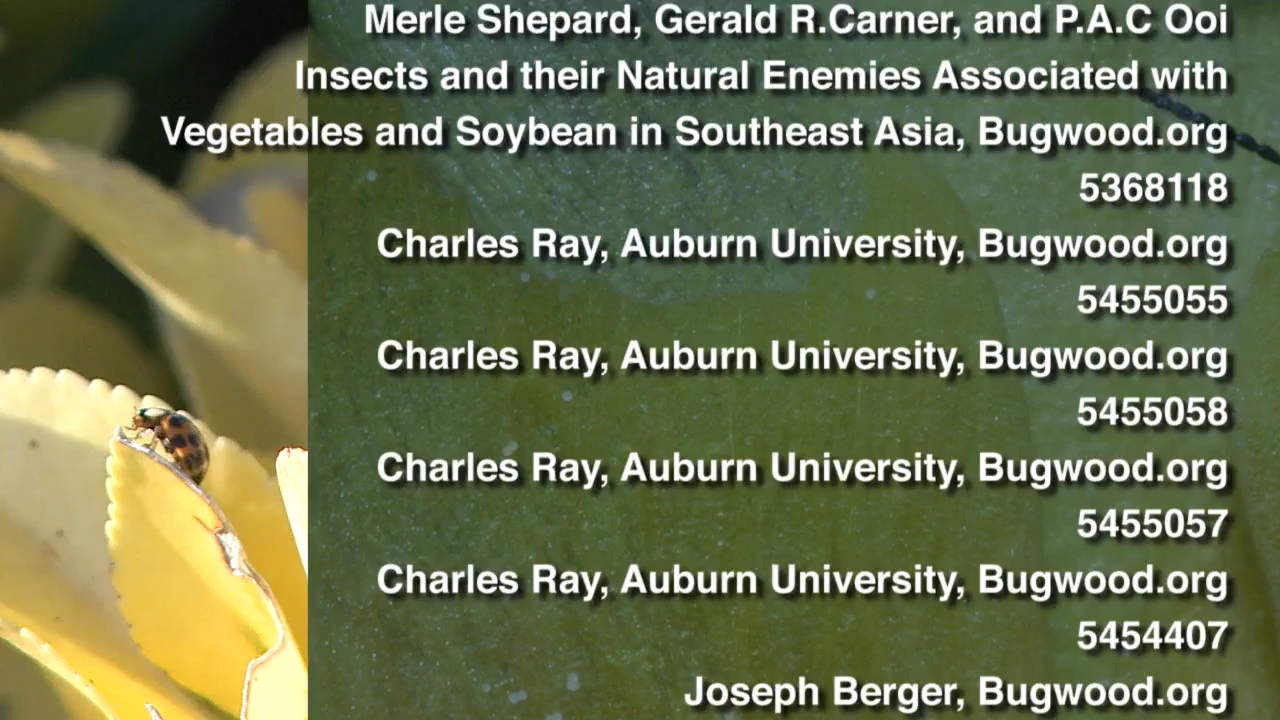 Merle Shepard, Gerald R.Carner, and P.A.C Ooi
Insects and their Natural Enemies Associated with
Vegetables and Soybean in Southeast Asia, Bugwood.org
5368118
Charles Ray, Auburn University, Bugwood.org
5455055
Charles Ray, Auburn University, Bugwood.org
5455058
Charles Ray, Auburn University, Bugwood.org
5455057
Charles Ray, Auburn University, Bugwood.org
5454407
Joseph Berger, Bugwood.org